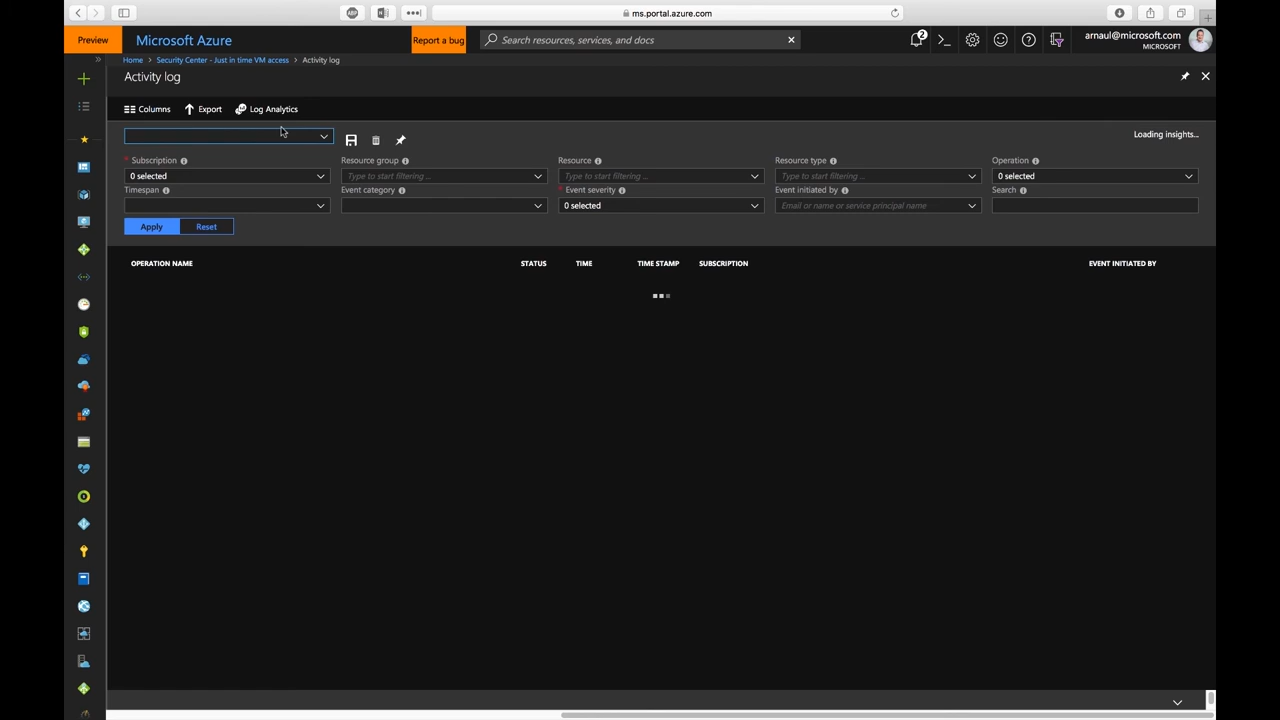 ms.portal.azure.com
Preview
Microsoft Azure
Report a bug
Search resources, services, and docs
2
arnaul@microsoft.com
MICROSOFT
Home > Security Center - Just in time VM access > Activity log
Activity log
Columns
Export
Log Analytics
Loading insights...
* Subscription
Resource group
Resource
Resource type
Operation
0 selected
Type to start filtering ...
Type to start filtering ...
Type to start filtering ...
0 selected
Timespan
Event category
* Event severity
Event initiated by
Search
0 selected
Email or name or service principal name
Apply
Reset
OPERATION NAME
STATUS
TIME
TIME STAMP
SUBSCRIPTION
EVENT INITIATED BY